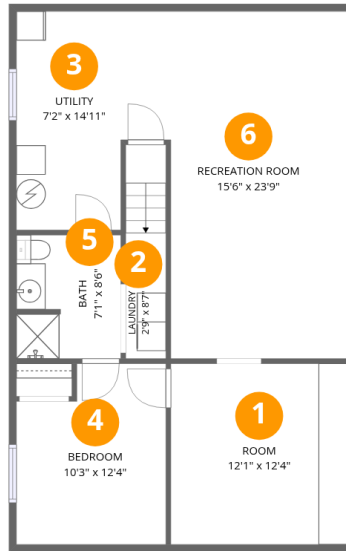 3
UTILITY
7'2" x 14'11"
6
RECREATION ROOM
15'6" x 23'9"
5
BATH
7'1" x 8'6"
2
LAUNDRY
2'9" x 8'7"
4
BEDROOM
10'3" x 12'4"
1
ROOM
12'1" x 12'4"